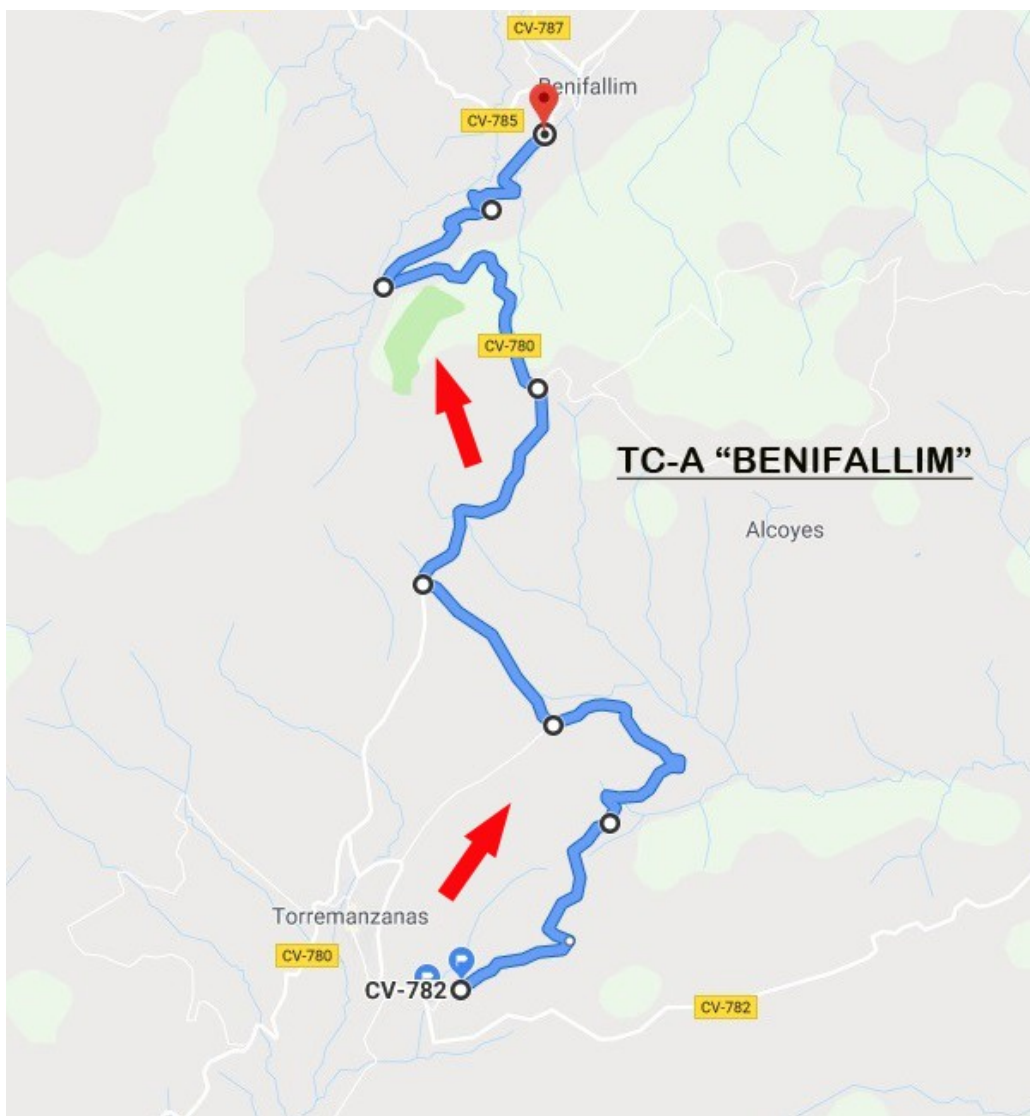 CV-787
Benifallim
CV-785
CV-780
TC-A “BENIFALLIM”
Alcoyes
Torremanzanas
CV-780
CV-782
CV-782